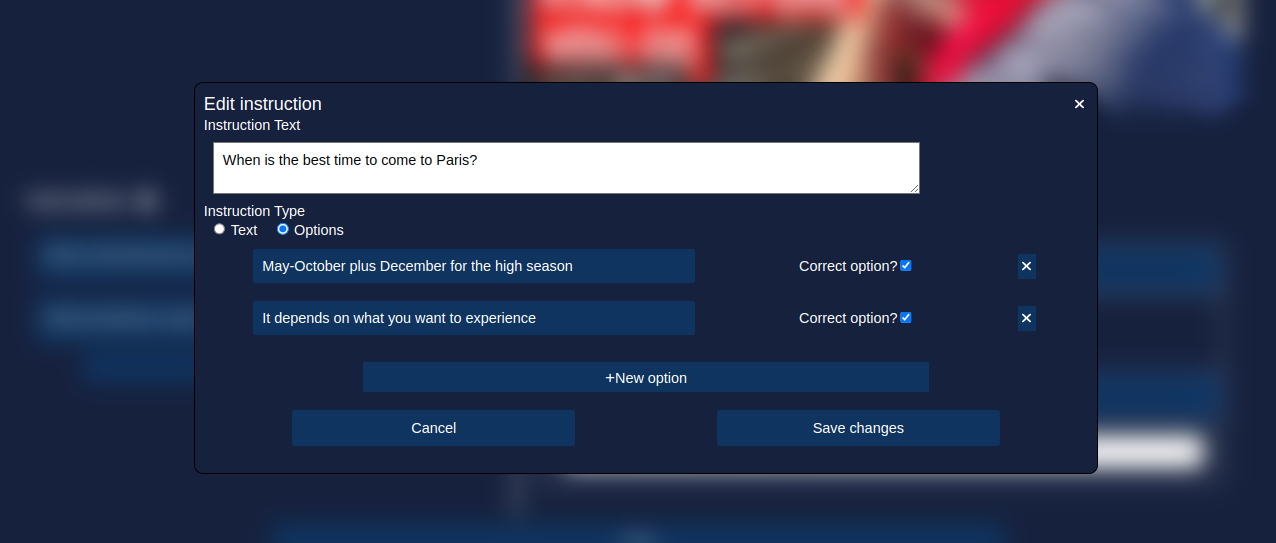 Edit instruction
Instruction Text
When is the best time to come to Paris?
Instruction Type
Text Options
May-October plus December for the high season Correct option?
It depends on what you want to experience Correct option?
+New option
Cancel Save changes